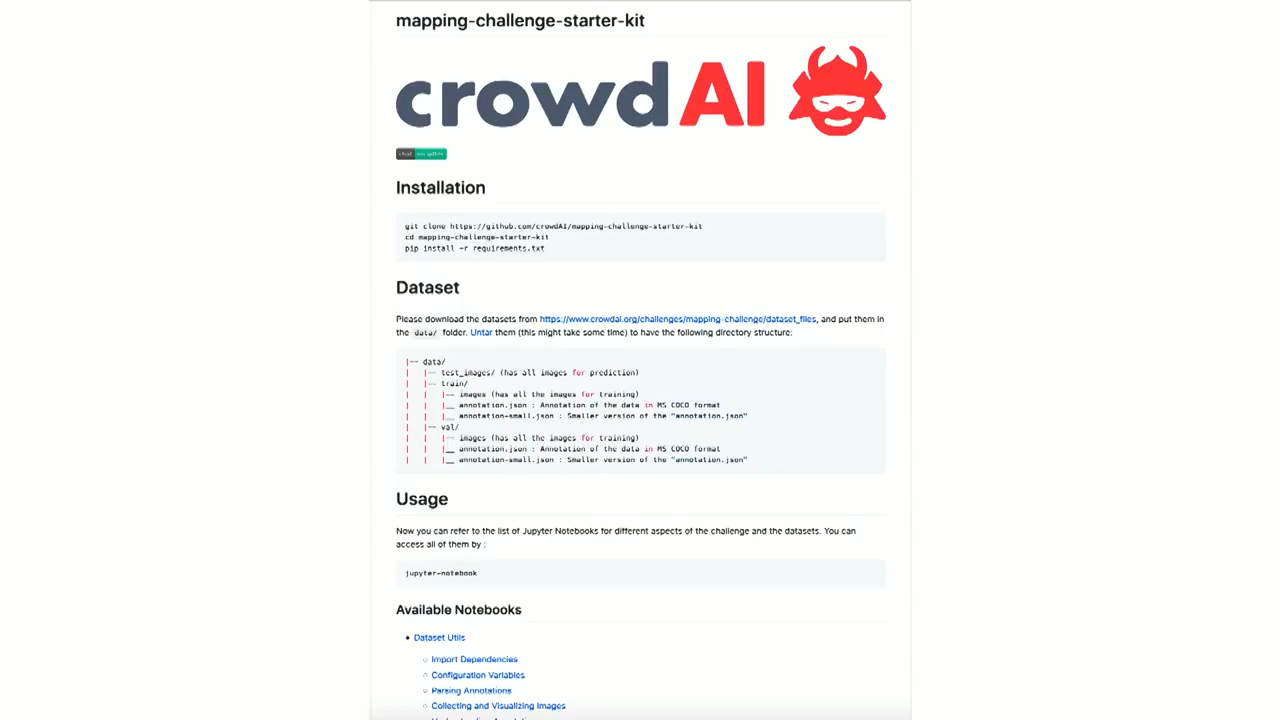 mapping-challenge-starter-kit
crowdAI
Installation
git clone https://github.com/crowdAI/mapping-challenge-starter-kit
cd mapping-challenge-starter-kit
pip install -r requirements.txt
Dataset
Please download the datasets from https://www.crowdai.org/challenges/mapping-challenge/dataset_files, and put them in
the data/ folder. Untar them (this might take some time) to have the following directory structure:
|-- data/
|   |-- test_images/ (has all images for prediction)
|   |-- train/
|   |   |-- images (has all the images for training)
|   |   |__ annotation.json : Annotation of the data in MS COCO format
|   |   |__ annotation-small.json : Smaller version of the "annotation.json"
|   |-- val/
|   |   |-- images (has all the images for training)
|   |   |__ annotation.json : Annotation of the data in MS COCO format
|   |   |__ annotation-small.json : Smaller version of the "annotation.json"
Usage
Now you can refer to the list of Jupyter Notebooks for different aspects of the challenge and the datasets. You can
access all of them by :
jupyter-notebook
Available Notebooks
• Dataset Utils
○ Import Dependencies
○ Configuration Variables
○ Parsing Annotations
○ Collecting and Visualizing Images